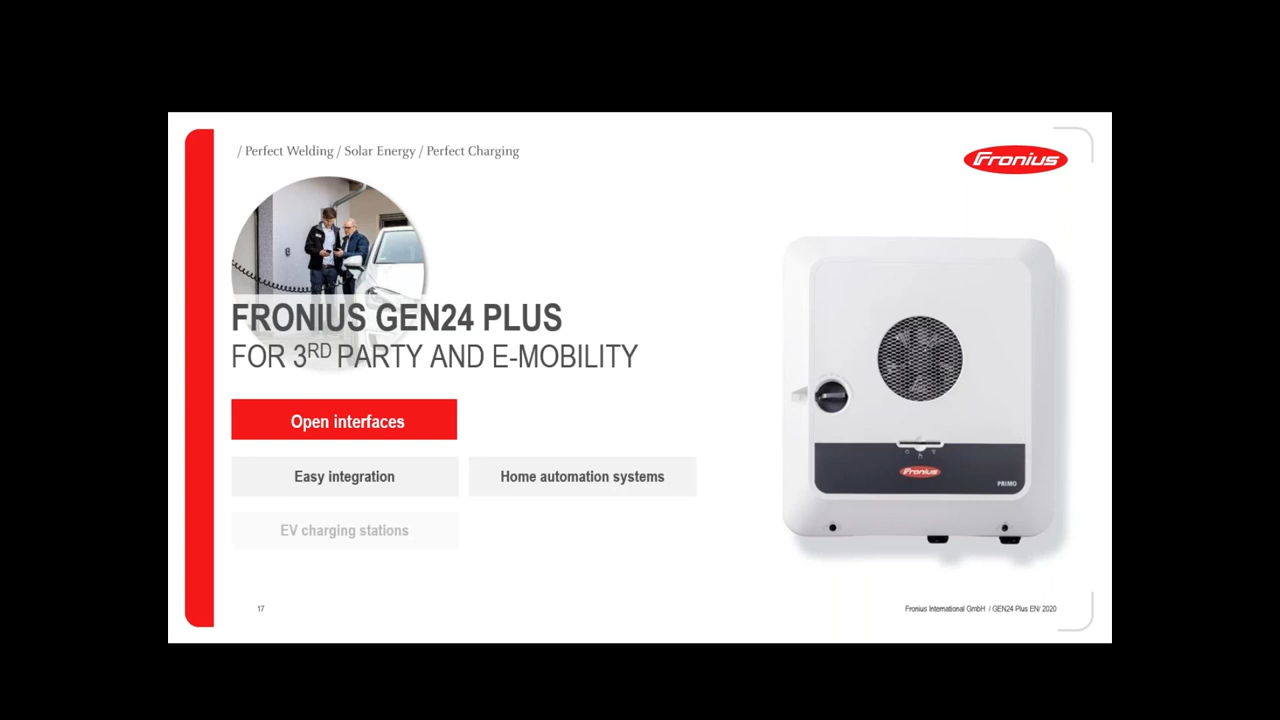 / Perfect Welding / Solar Energy / Perfect Charging
Fronius
FRONIUS GEN24 PLUS
FOR 3RD PARTY AND E-MOBILITY
Open interfaces
Easy integration
Home automation systems
EV charging stations
Fronius
PRIMO
17
Fronius International GmbH / GEN24 Plus EN/ 2020